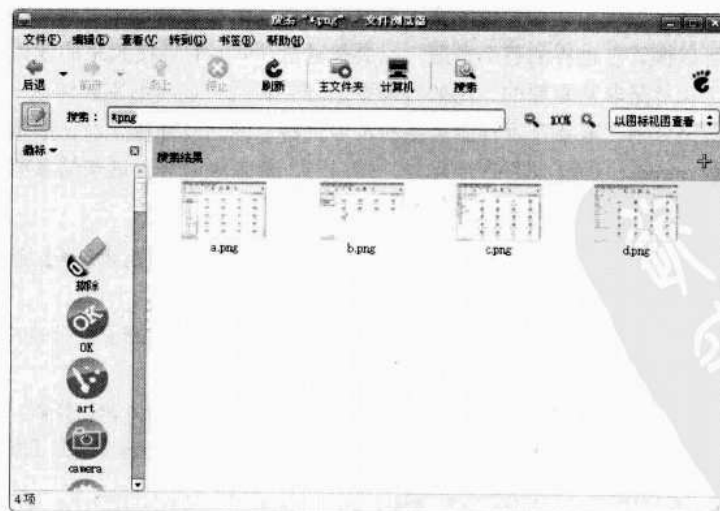 搜索 "*png" - 文件浏览器
文件(F) 编辑(E) 查看(V) 转到(G) 书签(B) 帮助(H)
后退 前进 向上 停止 刷新 主文件夹 计算机 搜索
搜索： *png 100% 以图标视图查看
徽标 搜索结果
a.png b.png c.png d.png
擦除
OK
OK
art
camera
4 项